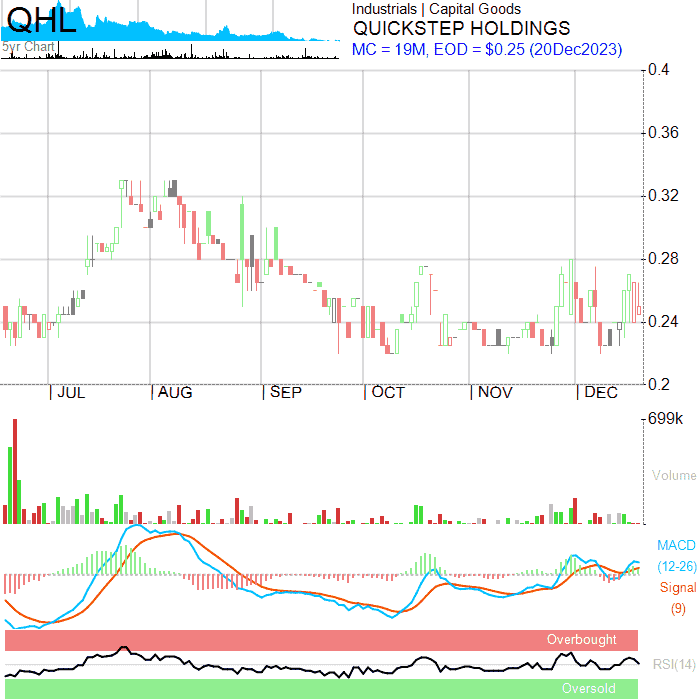 QHL
5yr Chart
Industrials | Capital Goods
QUICKSTEP HOLDINGS
MC = 19M, EOD = $0.25 (20Dec2023)
0.4
0.36
0.32
0.28
0.24
0.2
| JUL | AUG | SEP | OCT | NOV | DEC
699k
Volume
MACD
(12-26)
Signal
(9)
Overbought
RSI(14)
Oversold